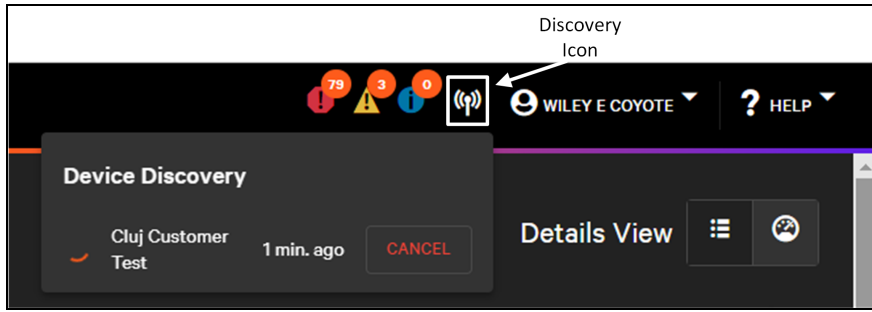 Discovery
Icon
79 3 0 WILEY E COYOTE ? HELP
Device Discovery
Cluj Customer
Test
1 min. ago
CANCEL
Details View